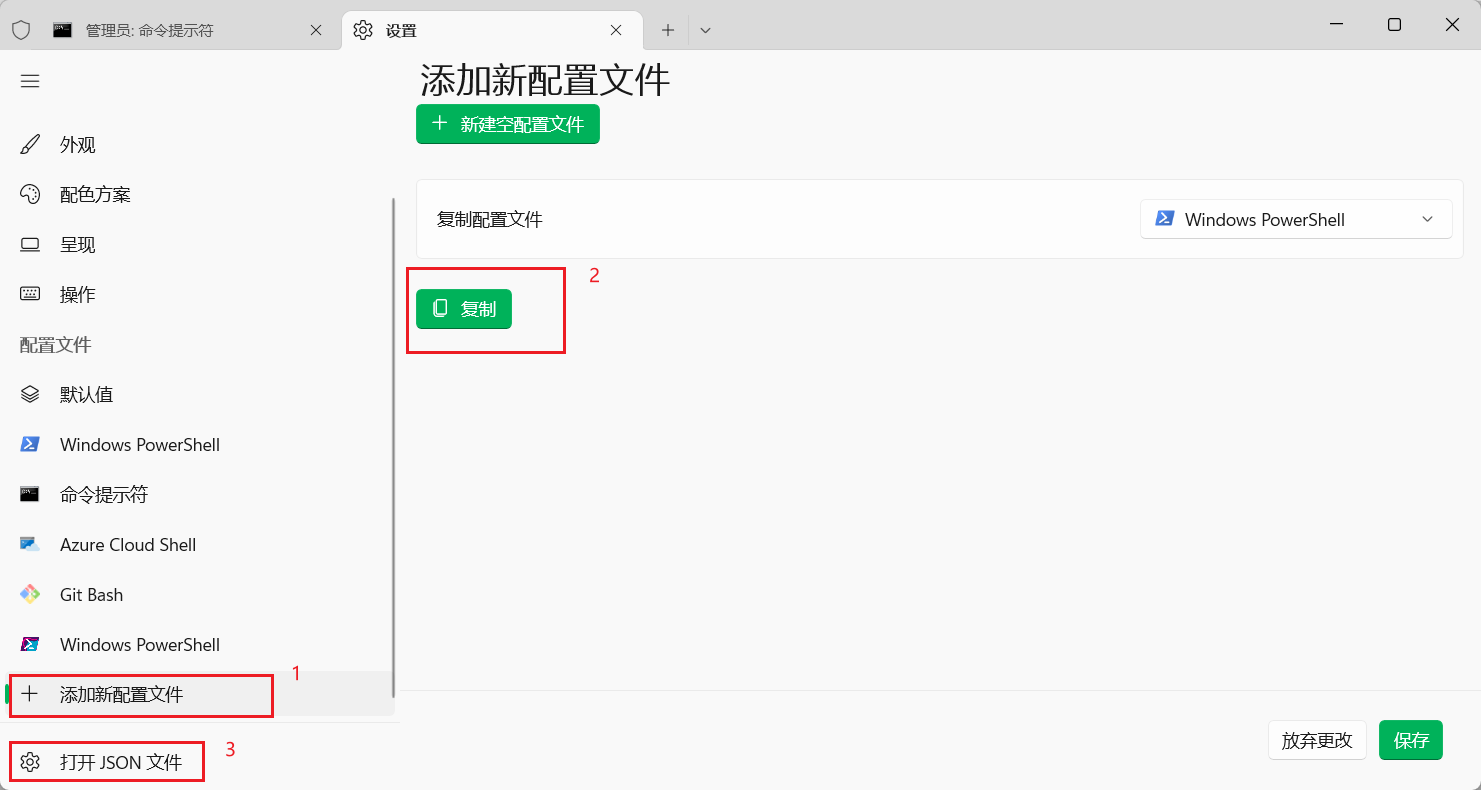 管理员: 命令提示符
设置
外观
配色方案
呈现
操作
配置文件
默认值
Windows PowerShell
命令提示符
Azure Cloud Shell
Git Bash
Windows PowerShell
添加新配置文件
1
打开 JSON 文件
3
添加新配置文件
新建空配置文件
复制配置文件
Windows PowerShell
2
复制
放弃更改
保存